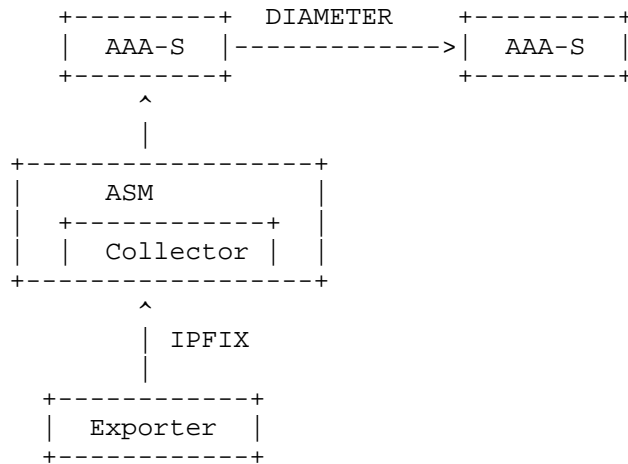 DIAMETER
AAA-S AAA-S
ASM
Collector
IPFIX
Exporter